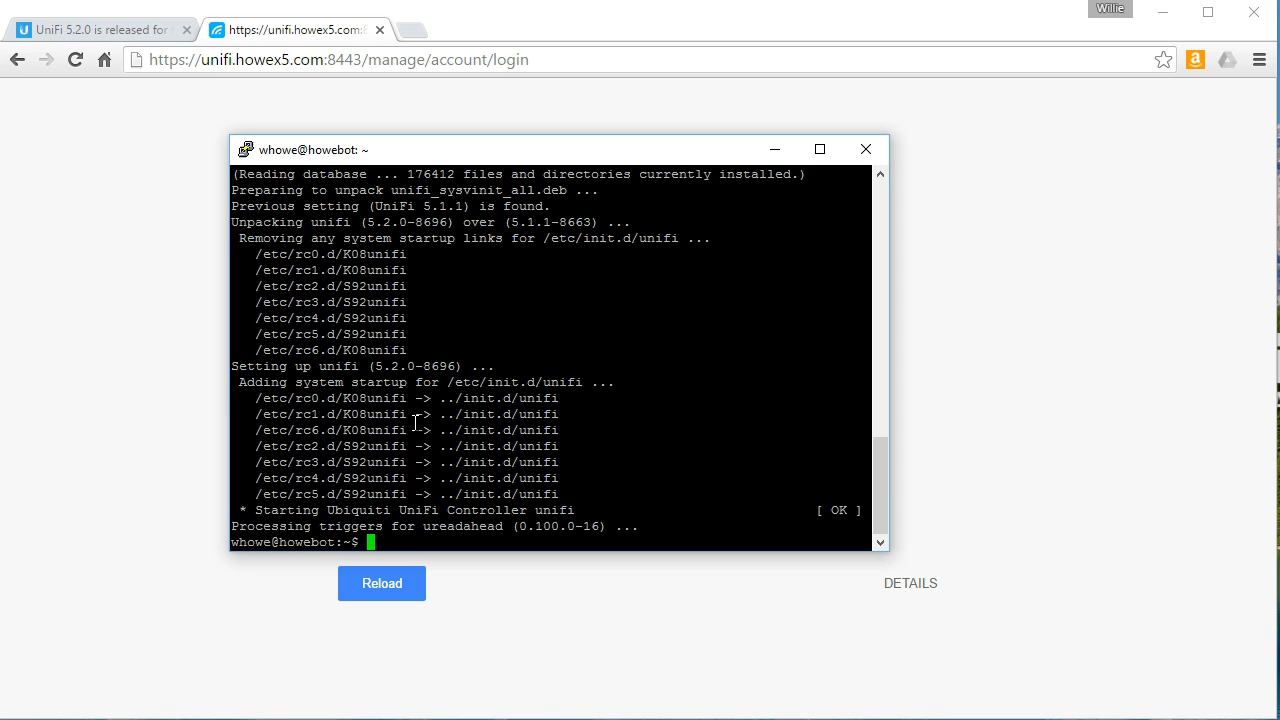 Willie
UniFi 5.2.0 is released for
https://unifi.howex5.com:8
https://unifi.howex5.com:8443/manage/account/login
whowe@howebot: ~
(Reading database ... 176412 files and directories currently installed.)
Preparing to unpack unifi_sysvinit_all.deb ...
Previous setting (UniFi 5.1.1) is found.
Unpacking unifi (5.2.0-8696) over (5.1.1-8663) ...
Removing any system startup links for /etc/init.d/unifi ...
/etc/rc0.d/K08unifi
/etc/rc1.d/K08unifi
/etc/rc2.d/S92unifi
/etc/rc3.d/S92unifi
/etc/rc4.d/S92unifi
/etc/rc5.d/S92unifi
/etc/rc6.d/K08unifi
Setting up unifi (5.2.0-8696) ...
Adding system startup for /etc/init.d/unifi ...
/etc/rc0.d/K08unifi -> ../init.d/unifi
/etc/rc1.d/K08unifi -> ../init.d/unifi
/etc/rc6.d/K08unifi -> ../init.d/unifi
/etc/rc2.d/S92unifi -> ../init.d/unifi
/etc/rc3.d/S92unifi -> ../init.d/unifi
/etc/rc4.d/S92unifi -> ../init.d/unifi
/etc/rc5.d/S92unifi -> ../init.d/unifi
* Starting Ubiquiti UniFi Controller unifi [ OK ]
Processing triggers for ureadahead (0.100.0-16) ...
whowe@howebot:~$
Reload
DETAILS